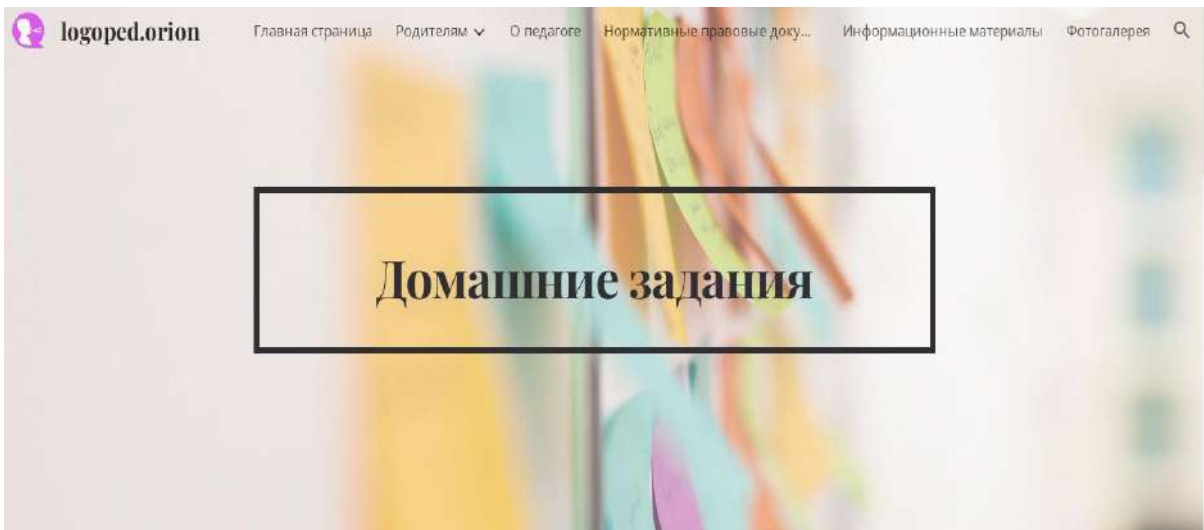 logoped.orion
Главная страница Родителям О педагоге Нормативные правовые доку... Информационные материалы Фотогалерея
Домашние задания